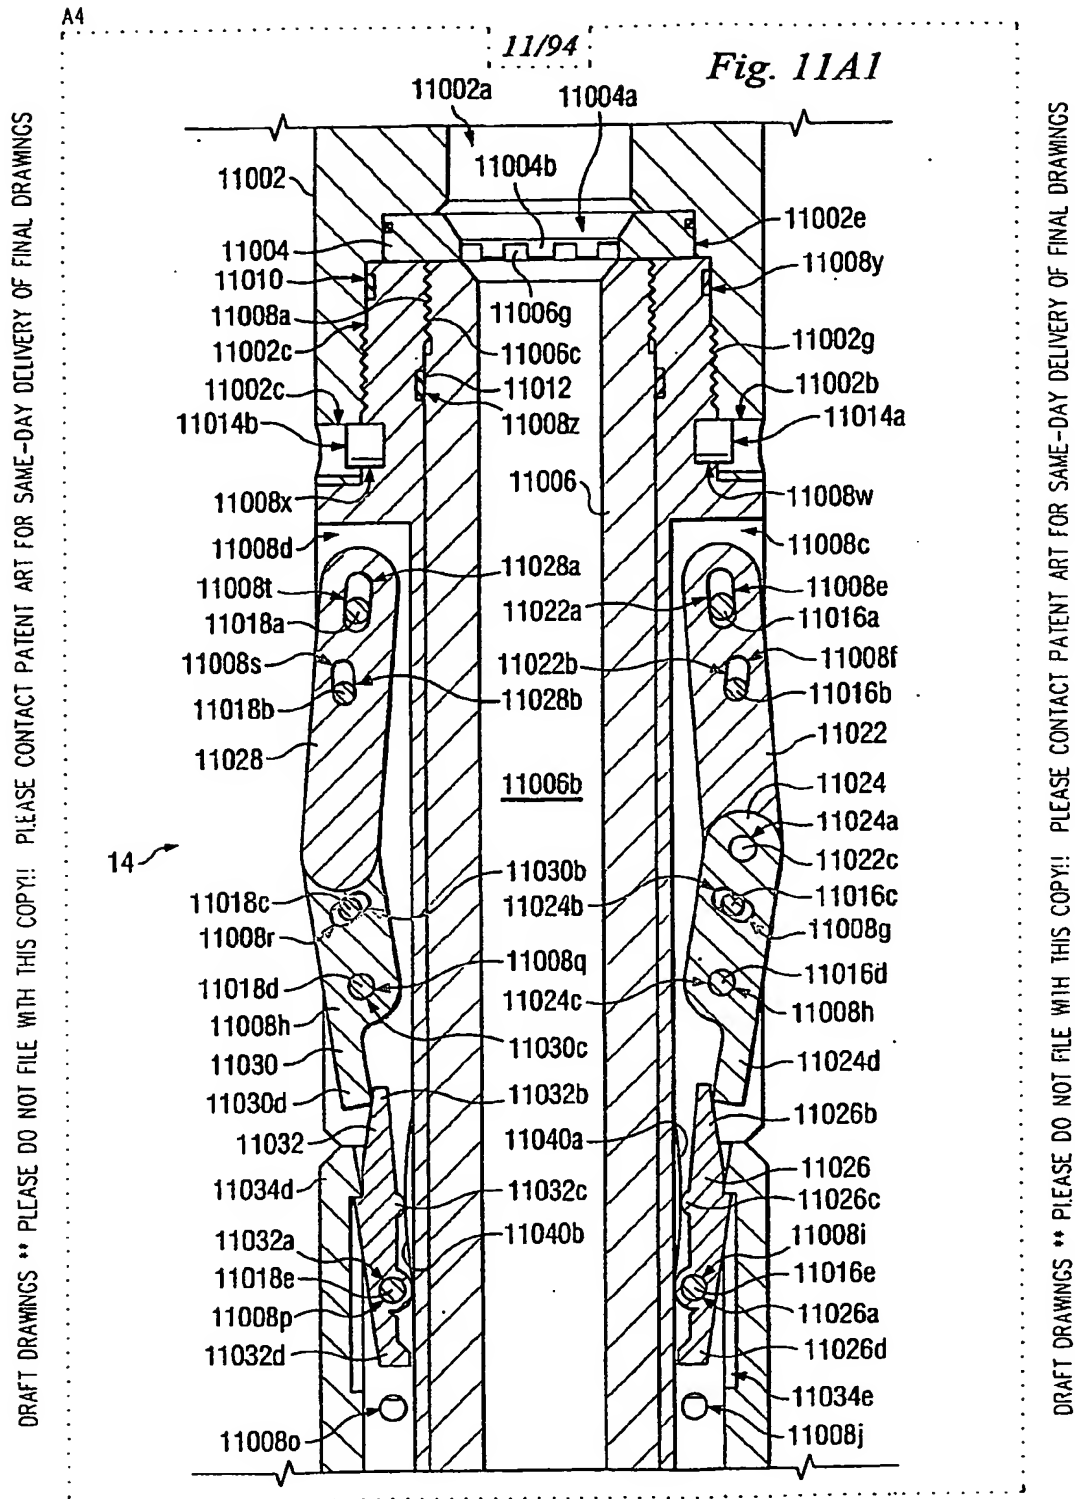 A4
11/94
Fig. 11A1
11002a
11004a
11004b
11002
11002e
11004
11010
11008y
11008a
11006g
11002c
11006c
11002g
11002c
11012
11002b
11014b
11008z
11014a
11006
11008x
11008w
11008d
11028a
11008c
11008t
11022a
11008e
11018a
11016a
11008s
11022b
11008f
11018b
11028b
11016b
11028
11022
11006b
11024
11024a
14
11022c
11030b
11018c
11024b
11016c
11008r
11008g
11008q
11018d
11024c
11016d
11008h
11008h
11030
11030c
11024d
11030d
11032b
11026b
11032
11040a
11026
11034d
11032c
11026c
11032a
11040b
11008i
11018e
11016e
11008p
11026a
11032d
11026d
11034e
11008o
11008j
DRAFT DRAWINGS ** PLEASE DO NOT FILE WITH THIS COPY!! PLEASE CONTACT PATENT ART FOR SAME-DAY DELIVERY OF FINAL DRAWINGS
DRAFT DRAWINGS ** PLEASE DO NOT FILE WITH THIS COPY!! PLEASE CONTACT PATENT ART FOR SAME-DAY DELIVERY OF FINAL DRAWINGS